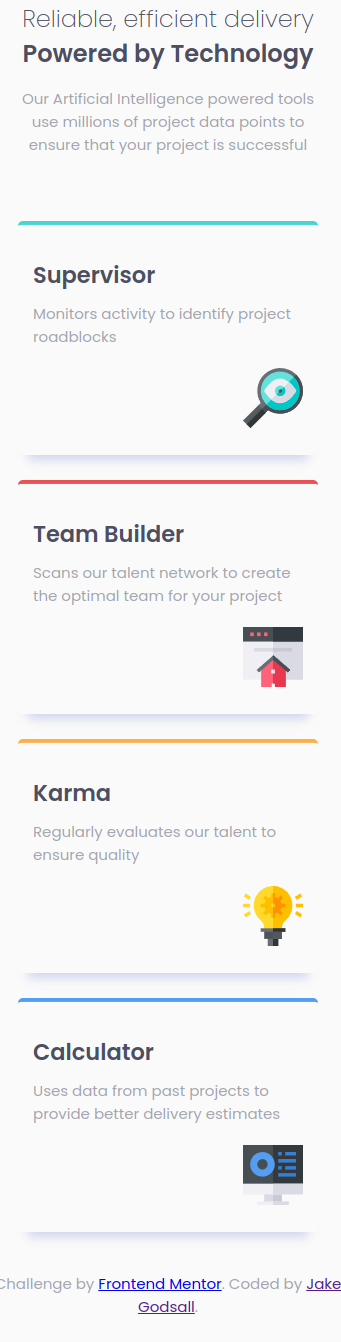 Reliable, efficient delivery
Powered by Technology
Our Artificial Intelligence powered tools
use millions of project data points to
ensure that your project is successful
Supervisor
Monitors activity to identify project
roadblocks
Team Builder
Scans our talent network to create
the optimal team for your project
Karma
Regularly evaluates our talent to
ensure quality
Calculator
Uses data from past projects to
provide better delivery estimates
Challenge by Frontend Mentor. Coded by Jake
Godsall.